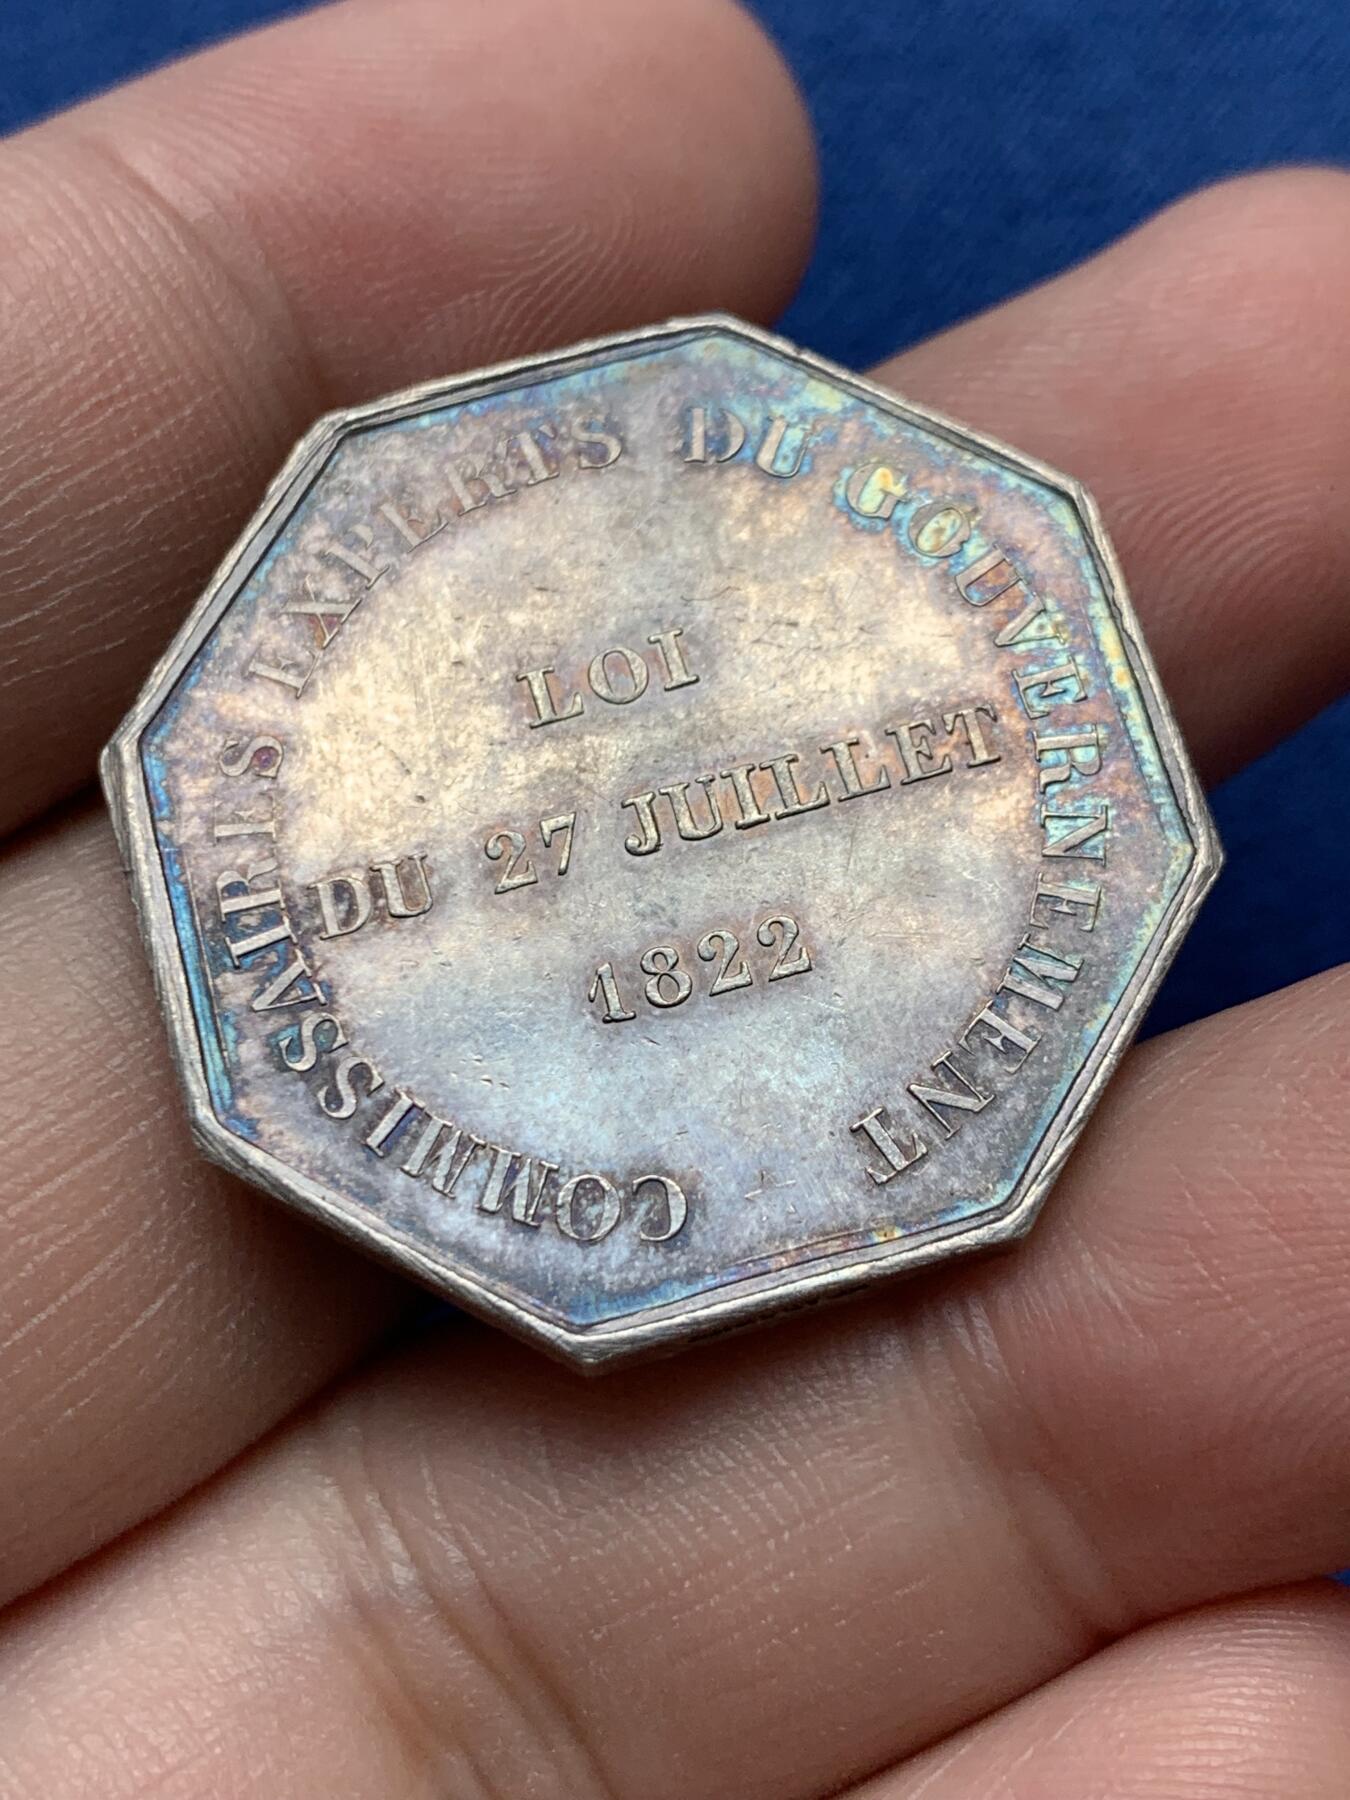 COMMISSAIRES EXPERTS DU GOUVERNEMENT
LOI
DU 27 JUILLET
1822